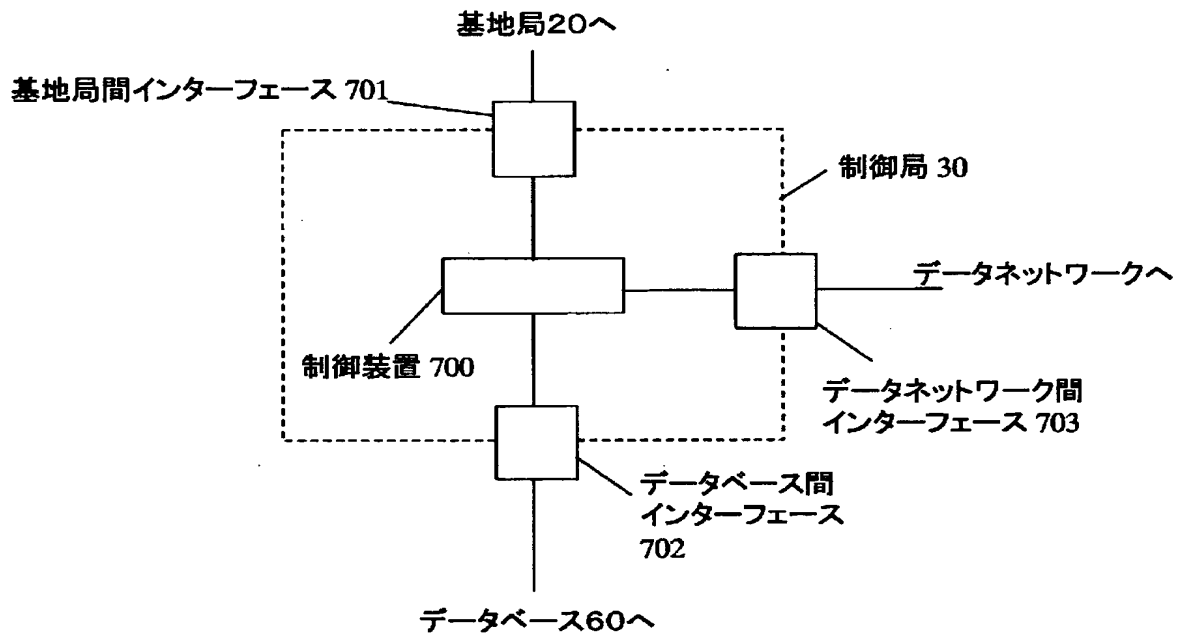 基地局20へ
基地局間インターフェース 701
制御局 30
データネットワークへ
制御装置 700
データネットワーク間
インターフェース 703
データベース間
インターフェース
702
データベース60へ